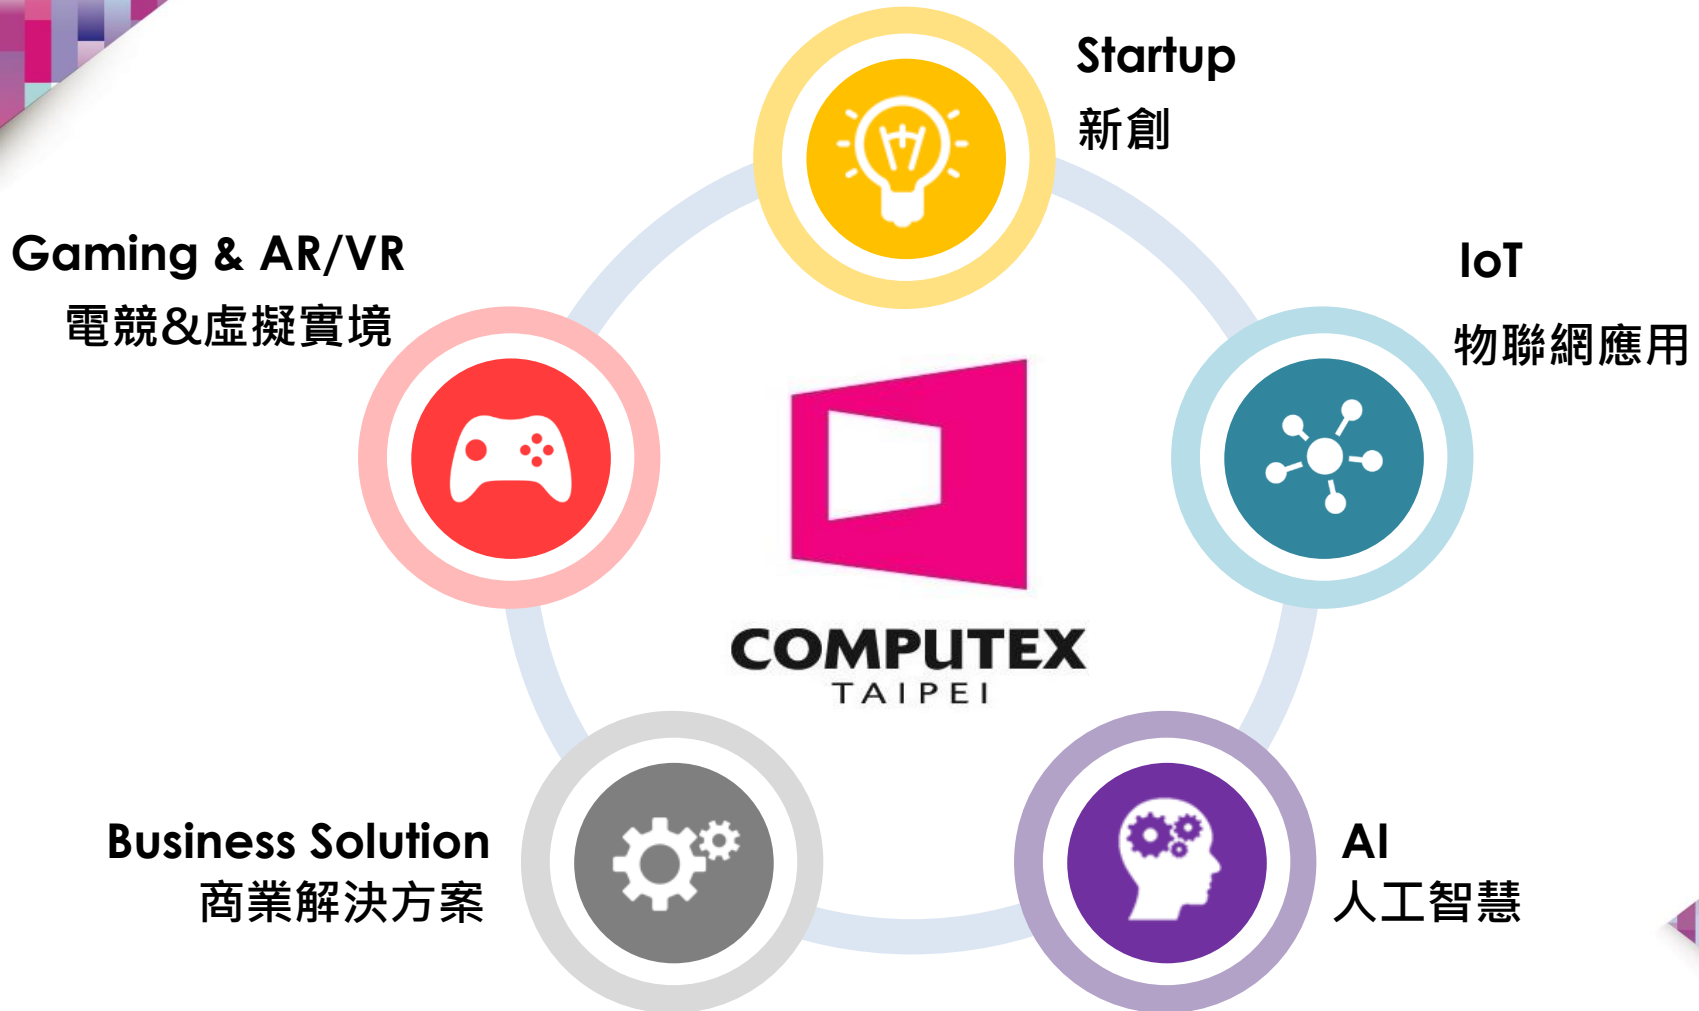 Startup
新創
Gaming & AR/VR
電競&虛擬實境
IoT
物聯網應用
COMPUTEX
TAIPEI
Business Solution
商業解決方案
AI
人工智慧